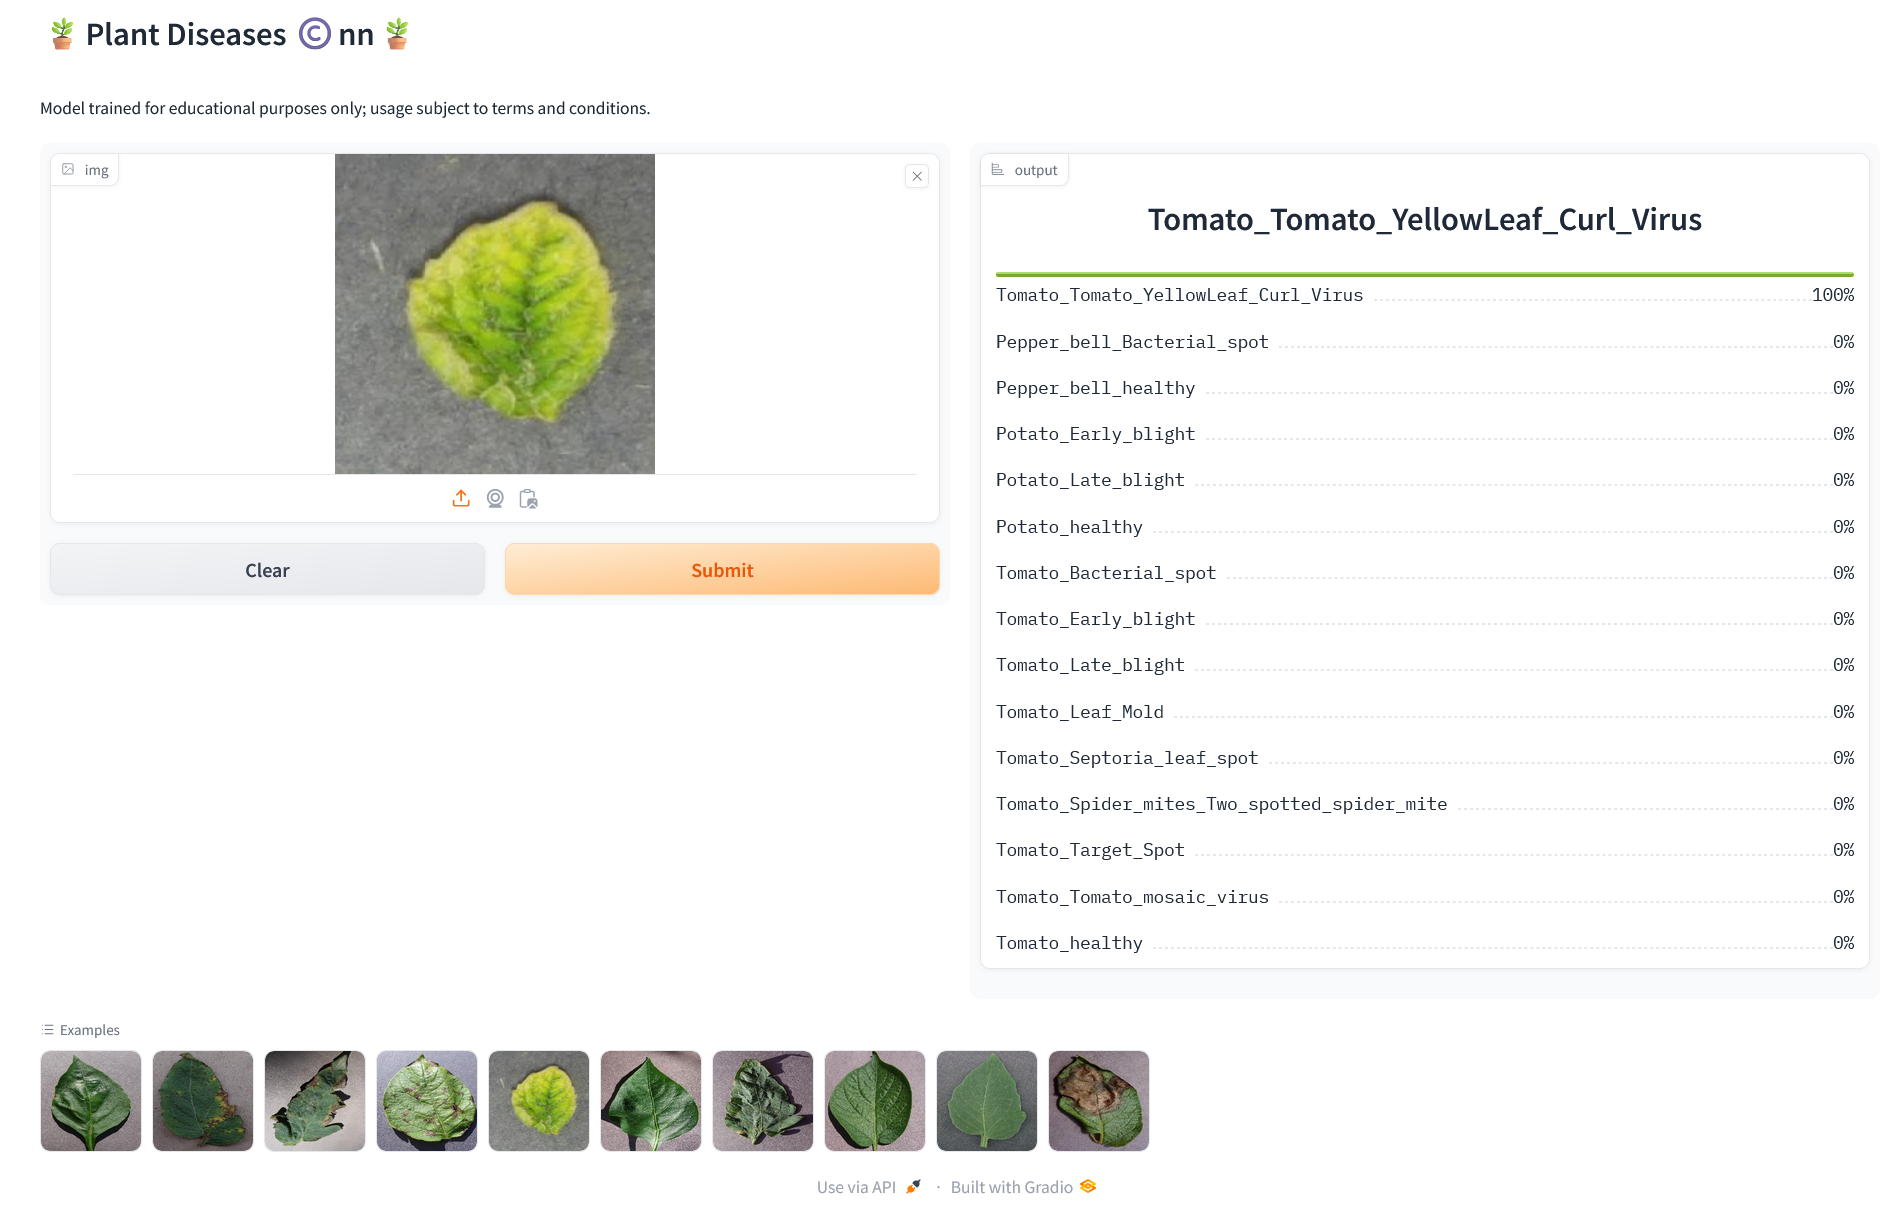 🪴 Plant Diseases ©️ nn 🪴
Model trained for educational purposes only; usage subject to terms and conditions.
img
Clear
Submit
output
Tomato_Tomato_YellowLeaf_Curl_Virus
Tomato_Tomato_YellowLeaf_Curl_Virus 100%
Pepper_bell_Bacterial_spot 0%
Pepper_bell_healthy 0%
Potato_Early_blight 0%
Potato_Late_blight 0%
Potato_healthy 0%
Tomato_Bacterial_spot 0%
Tomato_Early_blight 0%
Tomato_Late_blight 0%
Tomato_Leaf_Mold 0%
Tomato_Septoria_leaf_spot 0%
Tomato_Spider_mites_Two_spotted_spider_mite 0%
Tomato_Target_Spot 0%
Tomato_Tomato_mosaic_virus 0%
Tomato_healthy 0%
Examples
Use via API · Built with Gradio